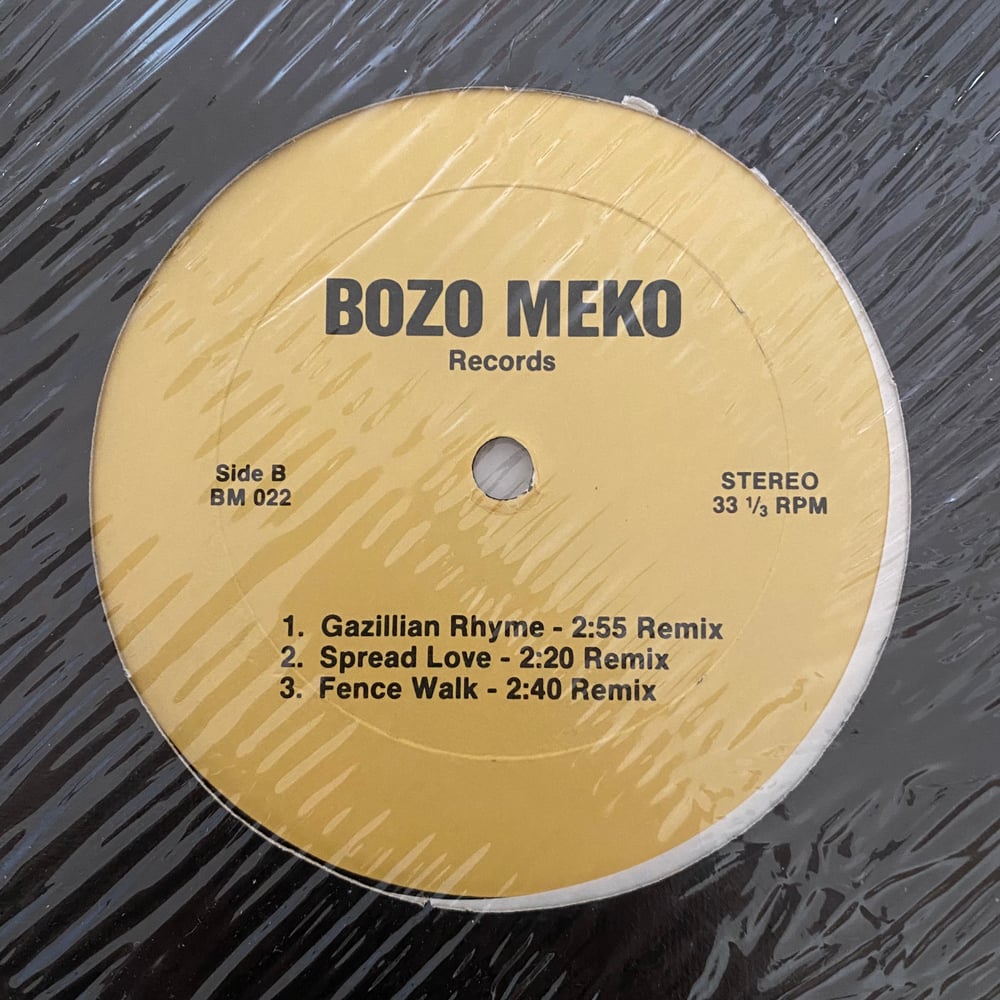 BOZO MEKO
Records
Side B
BM 022
STEREO
33 1/3 RPM
1. Gazillian Rhyme - 2:55 Remix
2. Spread Love - 2:20 Remix
3. Fence Walk - 2:40 Remix